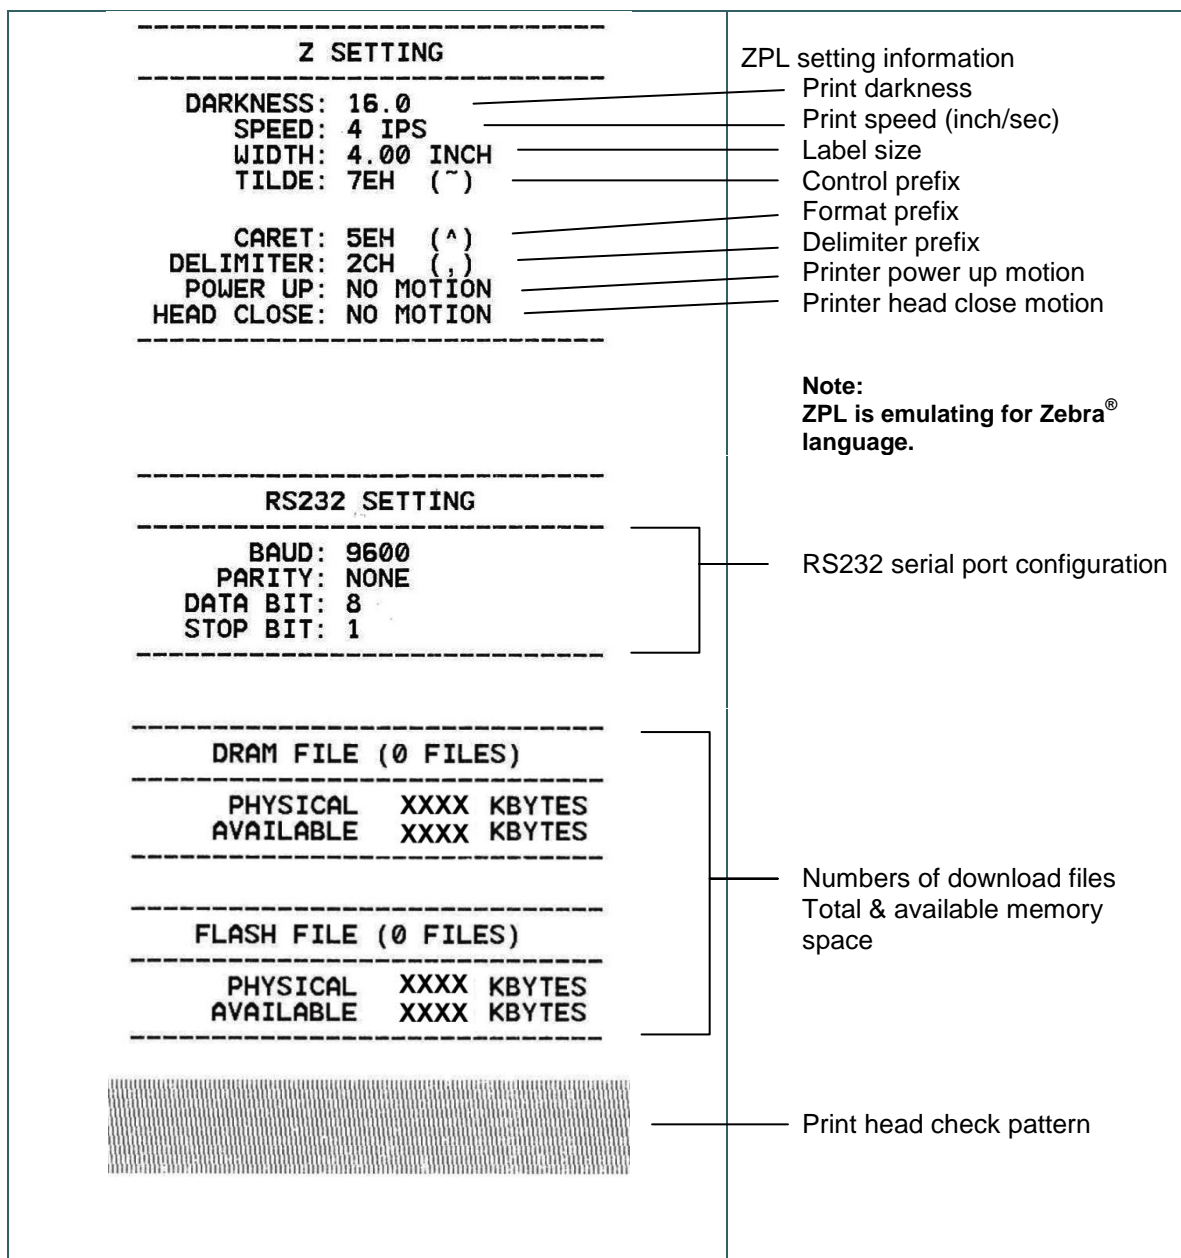 Z SETTING
DARKNESS: 16.0
SPEED: 4 IPS
WIDTH: 4.00 INCH
TILDE: 7EH (~)
CARET: 5EH (^)
DELIMITER: 2CH (,)
POWER UP: NO MOTION
HEAD CLOSE: NO MOTION
ZPL setting information
Print darkness
Print speed (inch/sec)
Label size
Control prefix
Format prefix
Delimiter prefix
Printer power up motion
Printer head close motion
Note:
ZPL is emulating for Zebra®
language.
RS232 SETTING
BAUD: 9600
PARITY: NONE
DATA BIT: 8
STOP BIT: 1
RS232 serial port configuration
DRAM FILE (0 FILES)
PHYSICAL XXXX KBYTES
AVAILABLE XXXX KBYTES
FLASH FILE (0 FILES)
PHYSICAL XXXX KBYTES
AVAILABLE XXXX KBYTES
Numbers of download files
Total & available memory
space
Print head check pattern